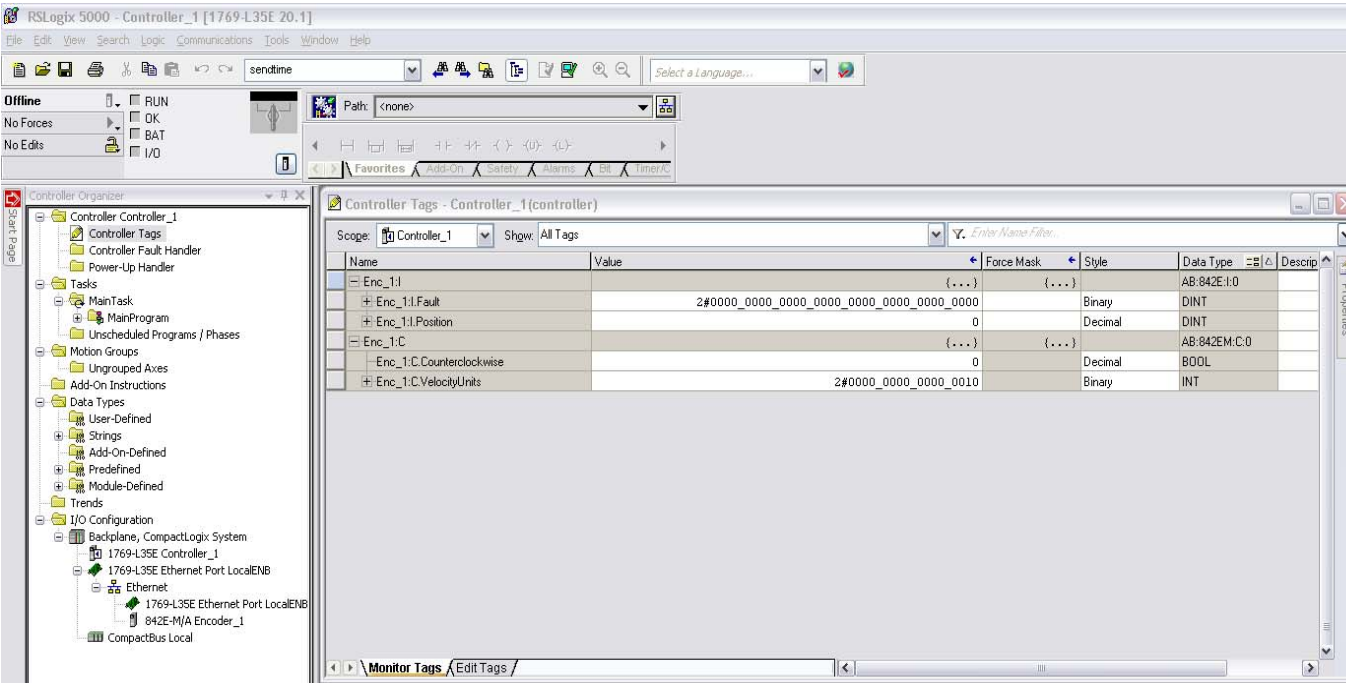 RSLogix 5000 - Controller_1 [1769-L35E 20.1]
File Edit View Search Logic Communications Tools Window Help
sendtime
Select a Language...
Offline
RUN
No Forces
OK
No Edits
BAT
I/O
Path: <none>
Favorites Add-On Safety Alarms Bit Timer/C
Start Page
Controller Organizer
Controller Controller_1
Controller Tags
Controller Fault Handler
Power-Up Handler
Tasks
MainTask
MainProgram
Unscheduled Programs / Phases
Motion Groups
Ungrouped Axes
Add-On Instructions
Data Types
User-Defined
Strings
Add-On-Defined
Predefined
Module-Defined
Trends
I/O Configuration
Backplane, CompactLogix System
1769-L35E Controller_1
1769-L35E Ethernet Port LocalENB
Ethernet
1769-L35E Ethernet Port LocalENB
842E-M/A Encoder_1
CompactBus Local
Controller Tags - Controller_1(controller)
Scope: Controller_1 Show: All Tags Enter Name Filter...
Name Value Force Mask Style Data Type Descrip
Enc_1:I {...} {...} AB:842E:I:0
Enc_1:I.Fault 2#0000_0000_0000_0000_0000_0000_0000_0000 Binary DINT
Enc_1:I.Position 0 Decimal DINT
Enc_1:C {...} {...} AB:842EM:C:0
Enc_1:C.Counterclockwise 0 Decimal BOOL
Enc_1:C.VelocityUnits 2#0000_0000_0000_0010 Binary INT
Monitor Tags Edit Tags
Properties